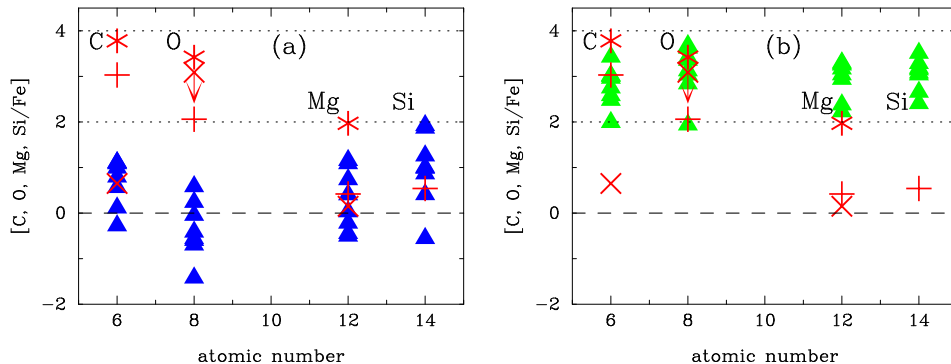 [C, O, Mg, Si/Fe]
4
2
0
−2
C
O
(a)
Mg
Si
6
8
10
12
14
atomic number
[C, O, Mg, Si/Fe]
4
2
0
−2
C
O
(b)
Mg
Si
6
8
10
12
14
atomic number